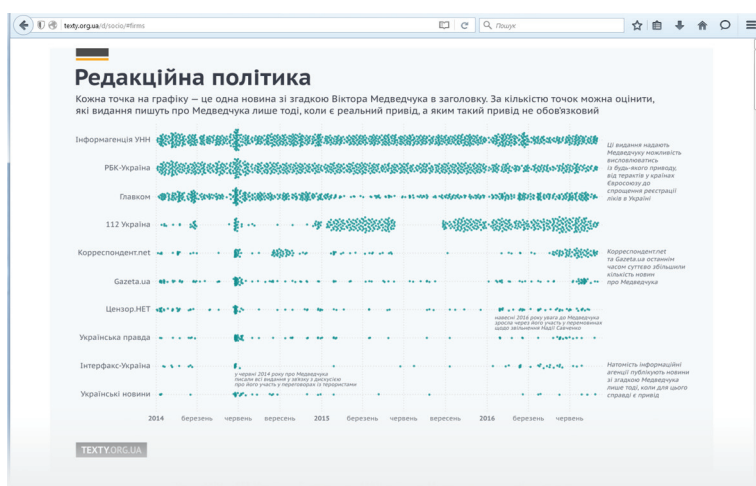 texty.org.ua/d/socio/#firms
Пошук
Редакційна політика
Кожна точка на графіку — це одна новина зі згадкою Віктора Медведчука в заголовку. За кількістю точок можна оцінити,
які видання пишуть про Медведчука лише тоді, коли є реальний привід, а яким такий привід не обов'язковий
Інформагенція УНН
РБК-Україна
Главком
112 Україна
Корреспондент.net
Gazeta.ua
Цензор.НЕТ
Українська правда
Інтерфакс-Україна
Українські новини
Ці видання надають
Медведчуку можливість
висловлюватись
із будь-якого приводу,
від терактів у країнах
Євросоюзу до
спрощення реєстрації
ліків в Україні
Корреспондент.net
та Gazeta.ua останнім
часом суттєво збільшили
кількість новин
про Медведчука
навесні 2016 року увага до Медведчука
зросла через його участь у перемовинах
щодо звільнення Надії Савченко
у червні 2014 року про Медведчука
писали всі видання у зв'язку з дискусією
про його участь у переговорах із терористами
Натомість інформаційні
агенції публікують новини
зі згадкою Медведчука
лише тоді, коли для цього
справді є привід
2014 березень червень вересень 2015 березень червень вересень 2016 березень червень
TEXTY.ORG.UA